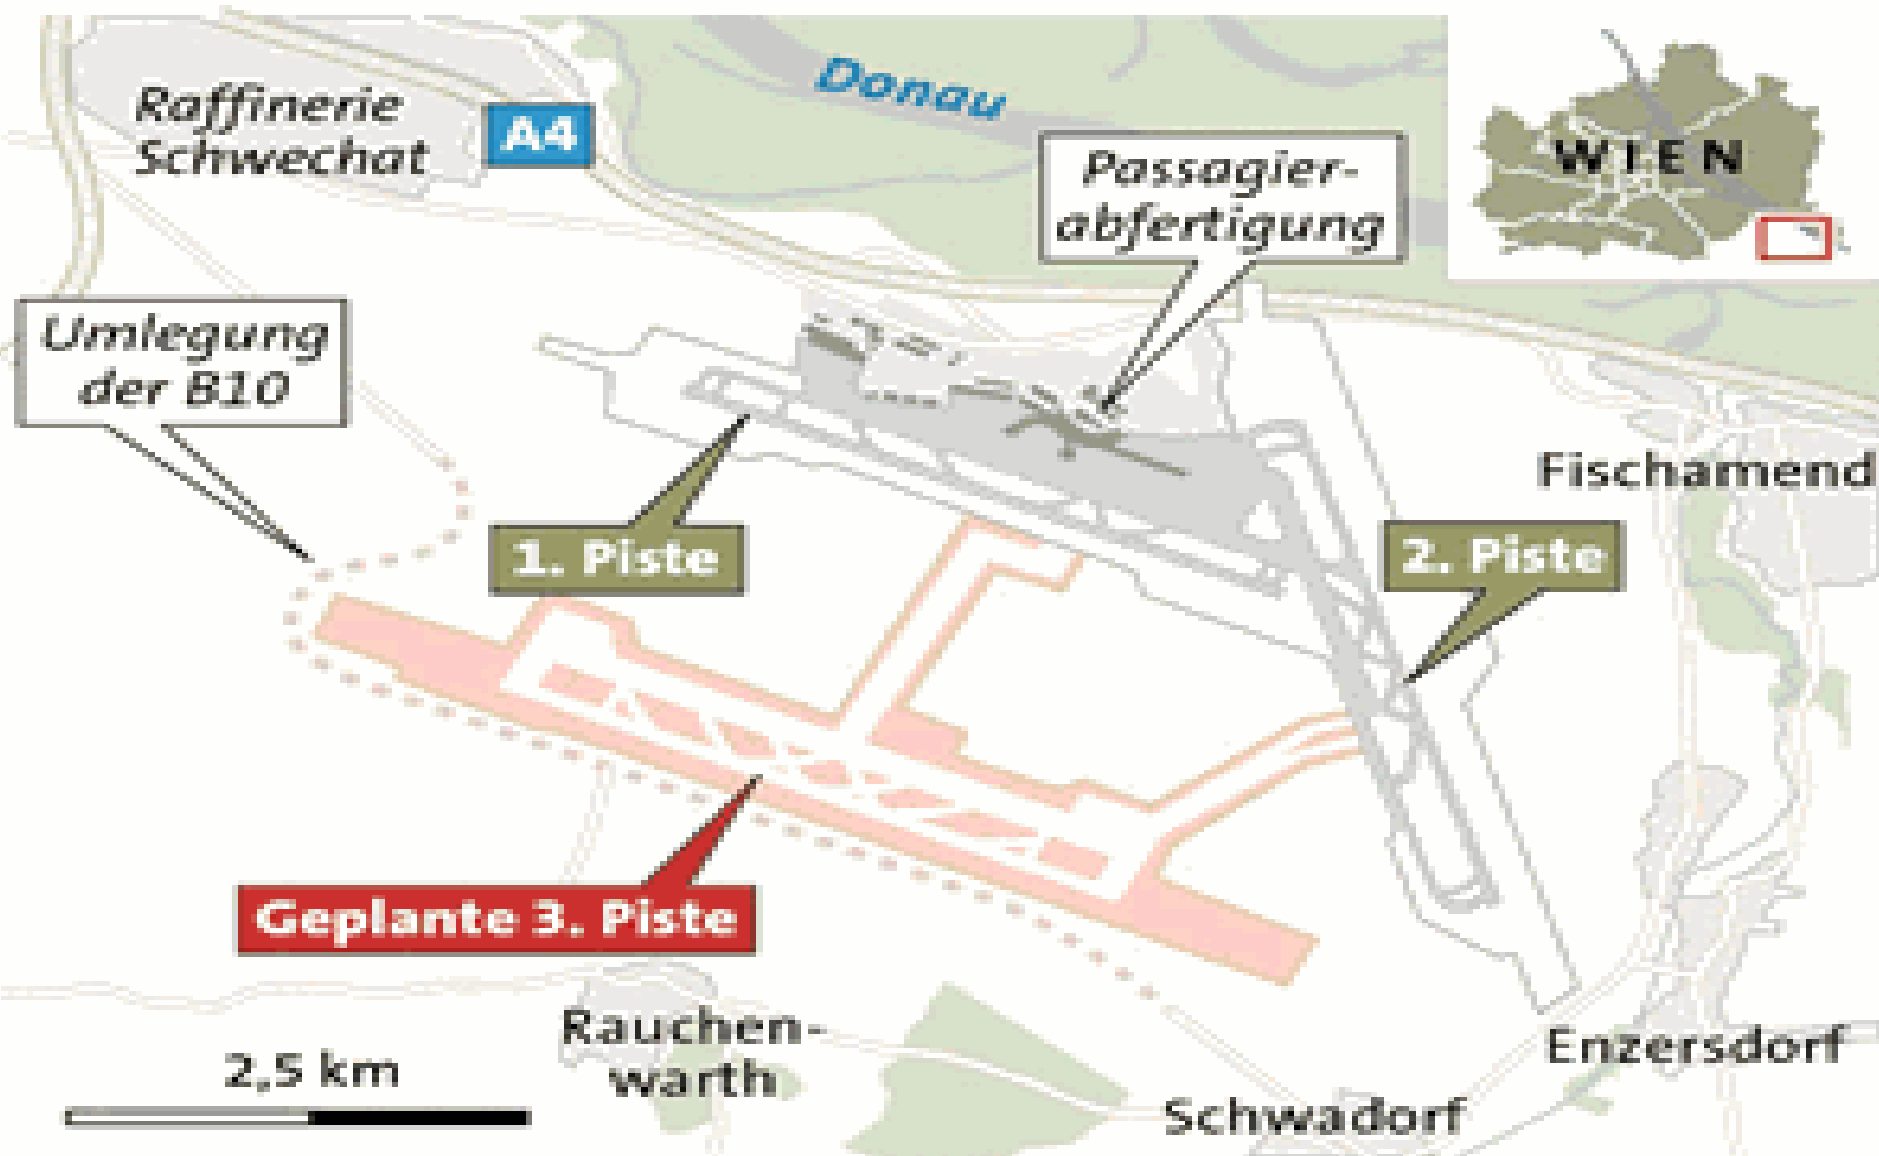 Donau
Raffinerie
Schwechat
A4
Passagier-
abfertigung
WIEN
Umlegung
der B10
Fischamend
1. Piste
2. Piste
Geplante 3. Piste
Rauchen-
warth
Enzersdorf
2,5 km
Schwadorf